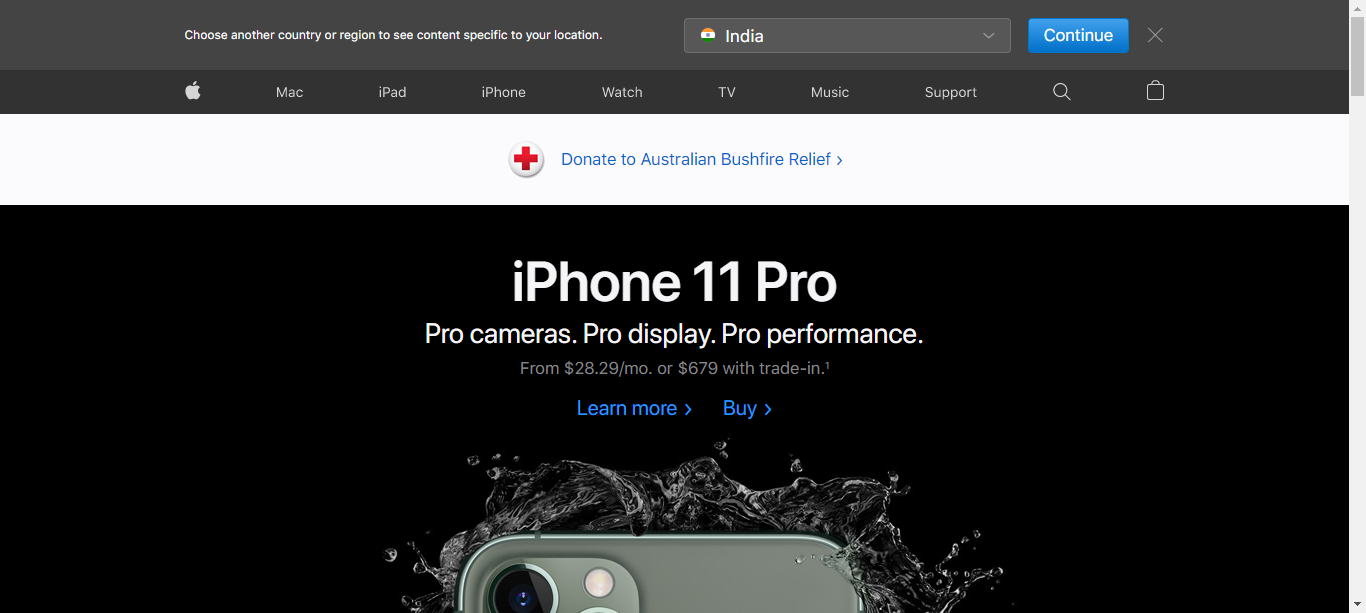 Choose another country or region to see content specific to your location.
India
Continue
Mac iPad iPhone Watch TV Music Support
Donate to Australian Bushfire Relief ›
iPhone 11 Pro
Pro cameras. Pro display. Pro performance.
From $28.29/mo. or $679 with trade-in.¹
Learn more › Buy ›